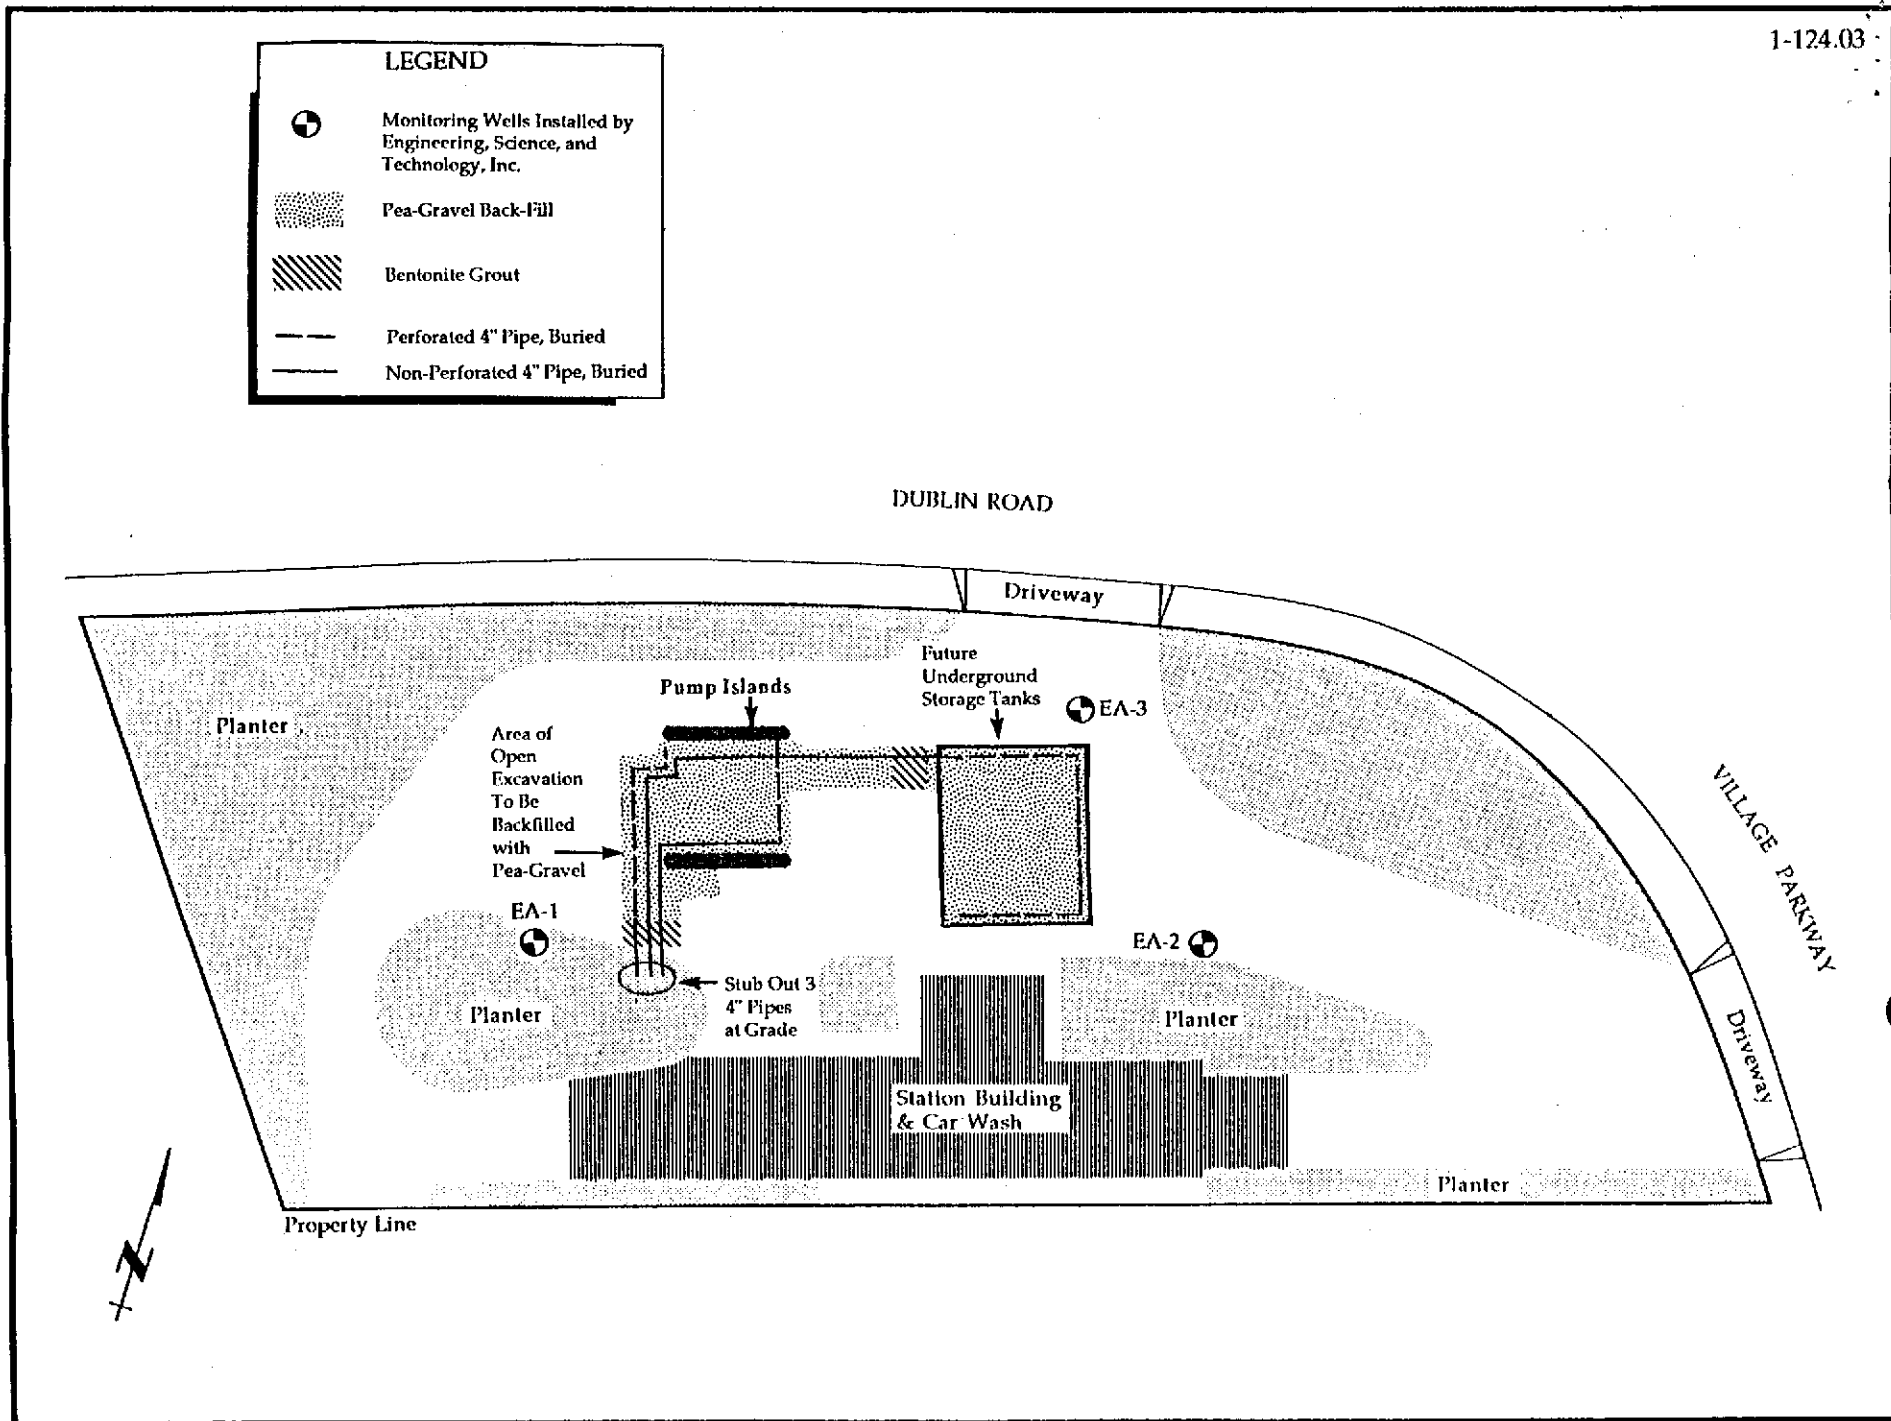 1-124.03
LEGEND
Monitoring Wells Installed by
Engineering, Science, and
Technology, Inc.
Pea-Gravel Back-Fill
Bentonite Grout
Perforated 4" Pipe, Buried
Non-Perforated 4" Pipe, Buried
DUBLIN ROAD
Driveway
Future
Underground
Storage Tanks
Pump Islands
EA-3
Planter
Area of
Open
Excavation
To Be
Backfilled
with
Pea-Gravel
VILLAGE PARKWAY
EA-1
EA-2
Stub Out 3
4" Pipes
at Grade
Planter
Planter
Driveway
Station Building
& Car Wash
Planter
Property Line
N